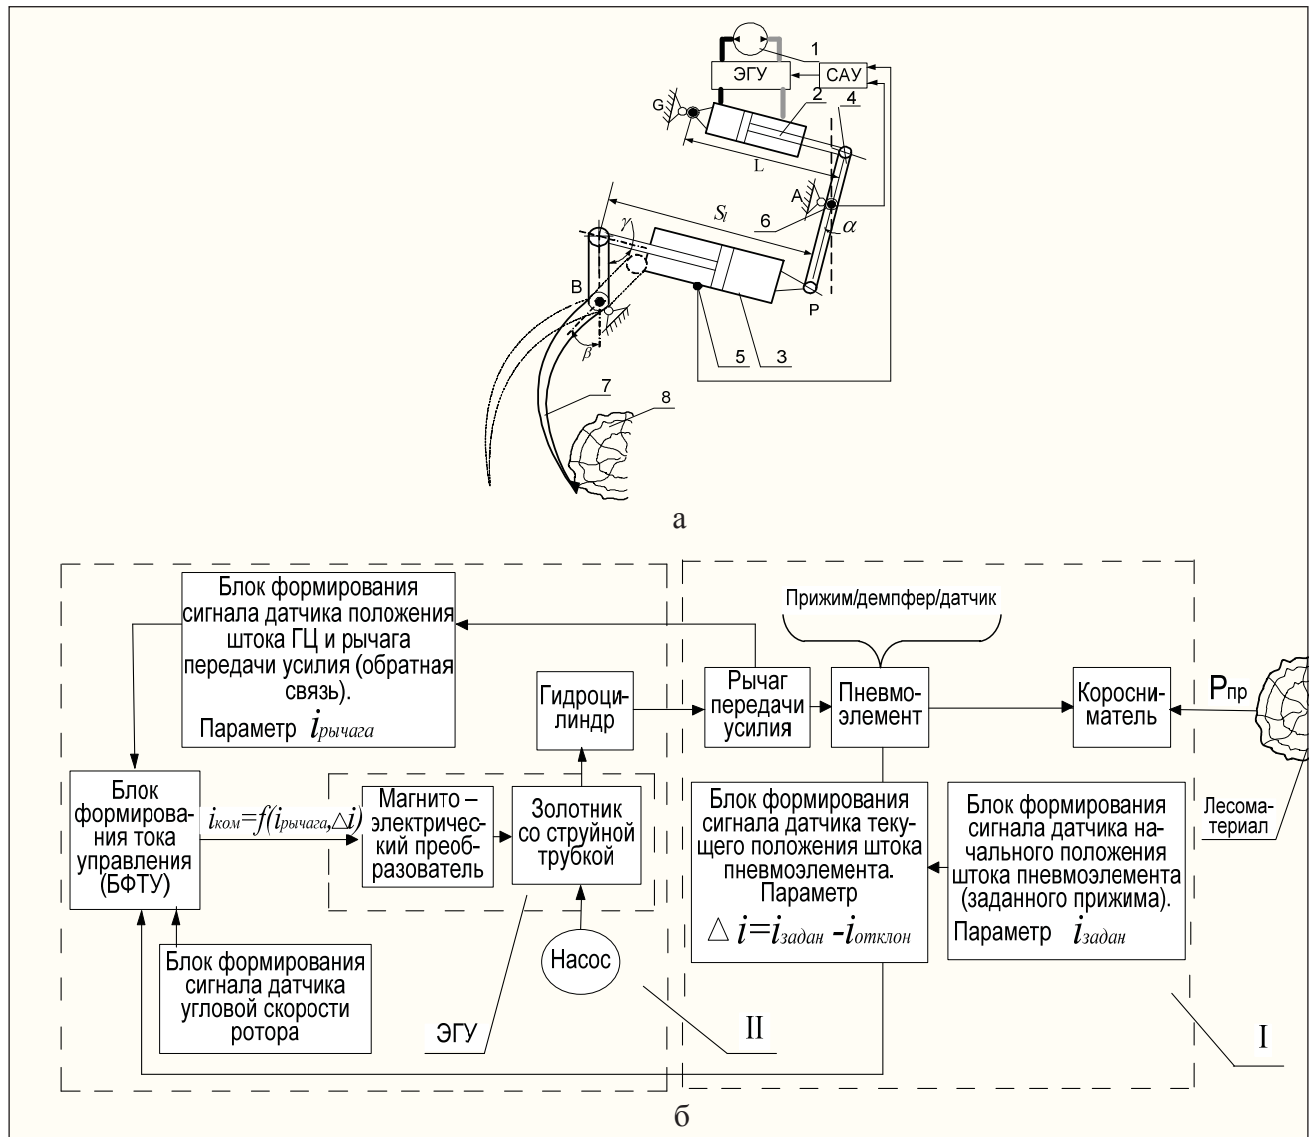 1
ЭГУ
САУ
G
2
4
L
A
6
Sl
α
γ
B
P
β
5
3
7
8
а
Блок формирования
сигнала датчика положения
штока ГЦ и рычага
передачи усилия (обратная
связь).
Параметр iрычага
Прижим/демпфер/датчик
Гидроци-
линдр
Рычаг
передачи
усилия
Пневмо-
элемент
Коросни-
матель
Pпр
Лесома-
териал
Блок
формирова-
ния тока
управления
(БФТУ)
iком=f(iрычага,Δi)
Магнито –
электричес-
кий преоб-
разователь
Золотник
со струйной
трубкой
Блок формирования
сигнала датчика теку-
щего положения штока
пневмоэлемента.
Параметр
Δ i=iзадан -iотклон
Блок формирования
сигнала датчика на-
чального положения
штока пневмоэлемента
(заданного прижима).
Параметр iзадан
Насос
Блок формирования
сигнала датчика
угловой скорости
ротора
ЭГУ
II
I
б